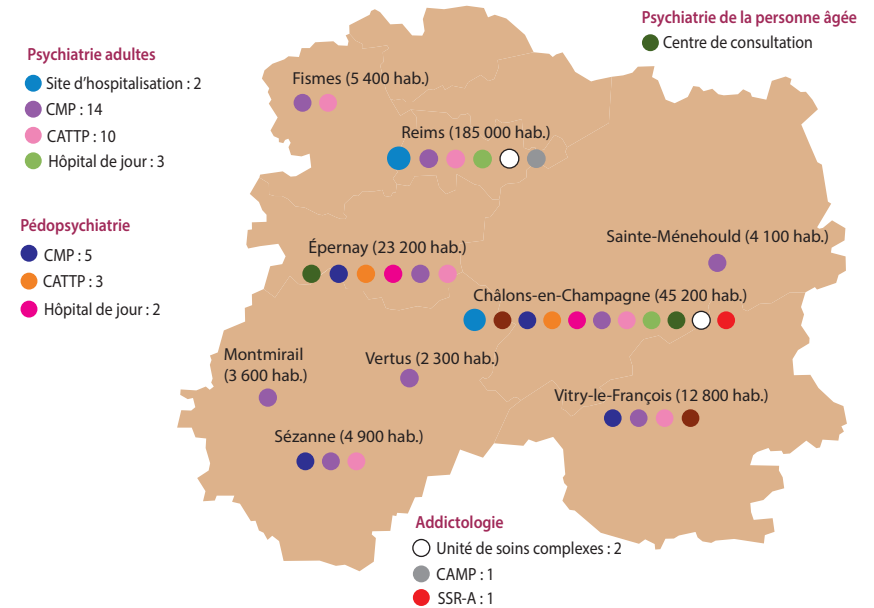 Psychiatrie adultes
Site d'hospitalisation : 2
CMP : 14
CATTP : 10
Hôpital de jour : 3
Pédopsychiatrie
CMP : 5
CATTP : 3
Hôpital de jour : 2
Psychiatrie de la personne âgée
Centre de consultation
Fismes (5 400 hab.)
Reims (185 000 hab.)
Épernay (23 200 hab.)
Sainte-Ménehould (4 100 hab.)
Châlons-en-Champagne (45 200 hab.)
Montmirail
(3 600 hab.)
Vertus (2 300 hab.)
Vitry-le-François (12 800 hab.)
Sézanne (4 900 hab.)
Addictologie
Unité de soins complexes : 2
CAMP : 1
SSR-A : 1